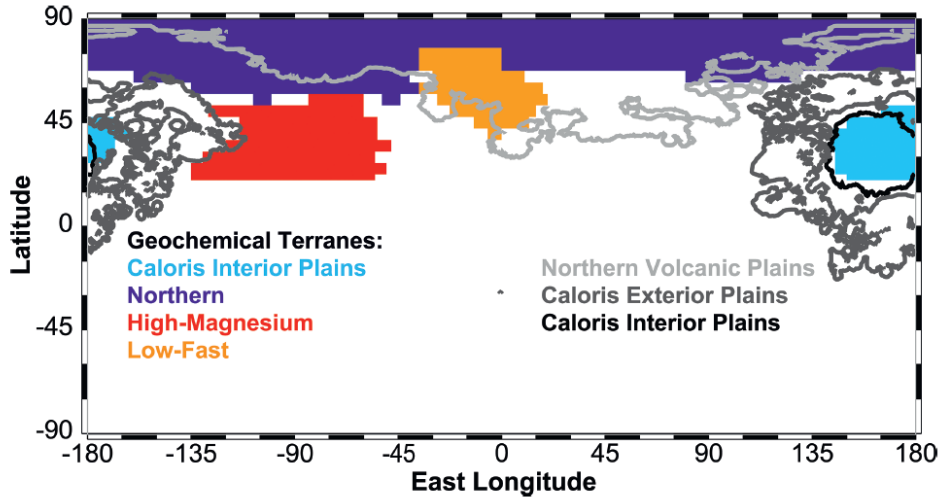 90
45
0
-45
-90
Latitude
Geochemical Terranes:
Caloris Interior Plains
Northern
High-Magnesium
Low-Fast
Northern Volcanic Plains
Caloris Exterior Plains
Caloris Interior Plains
-180 -135 -90 -45 0 45 90 135 180
East Longitude